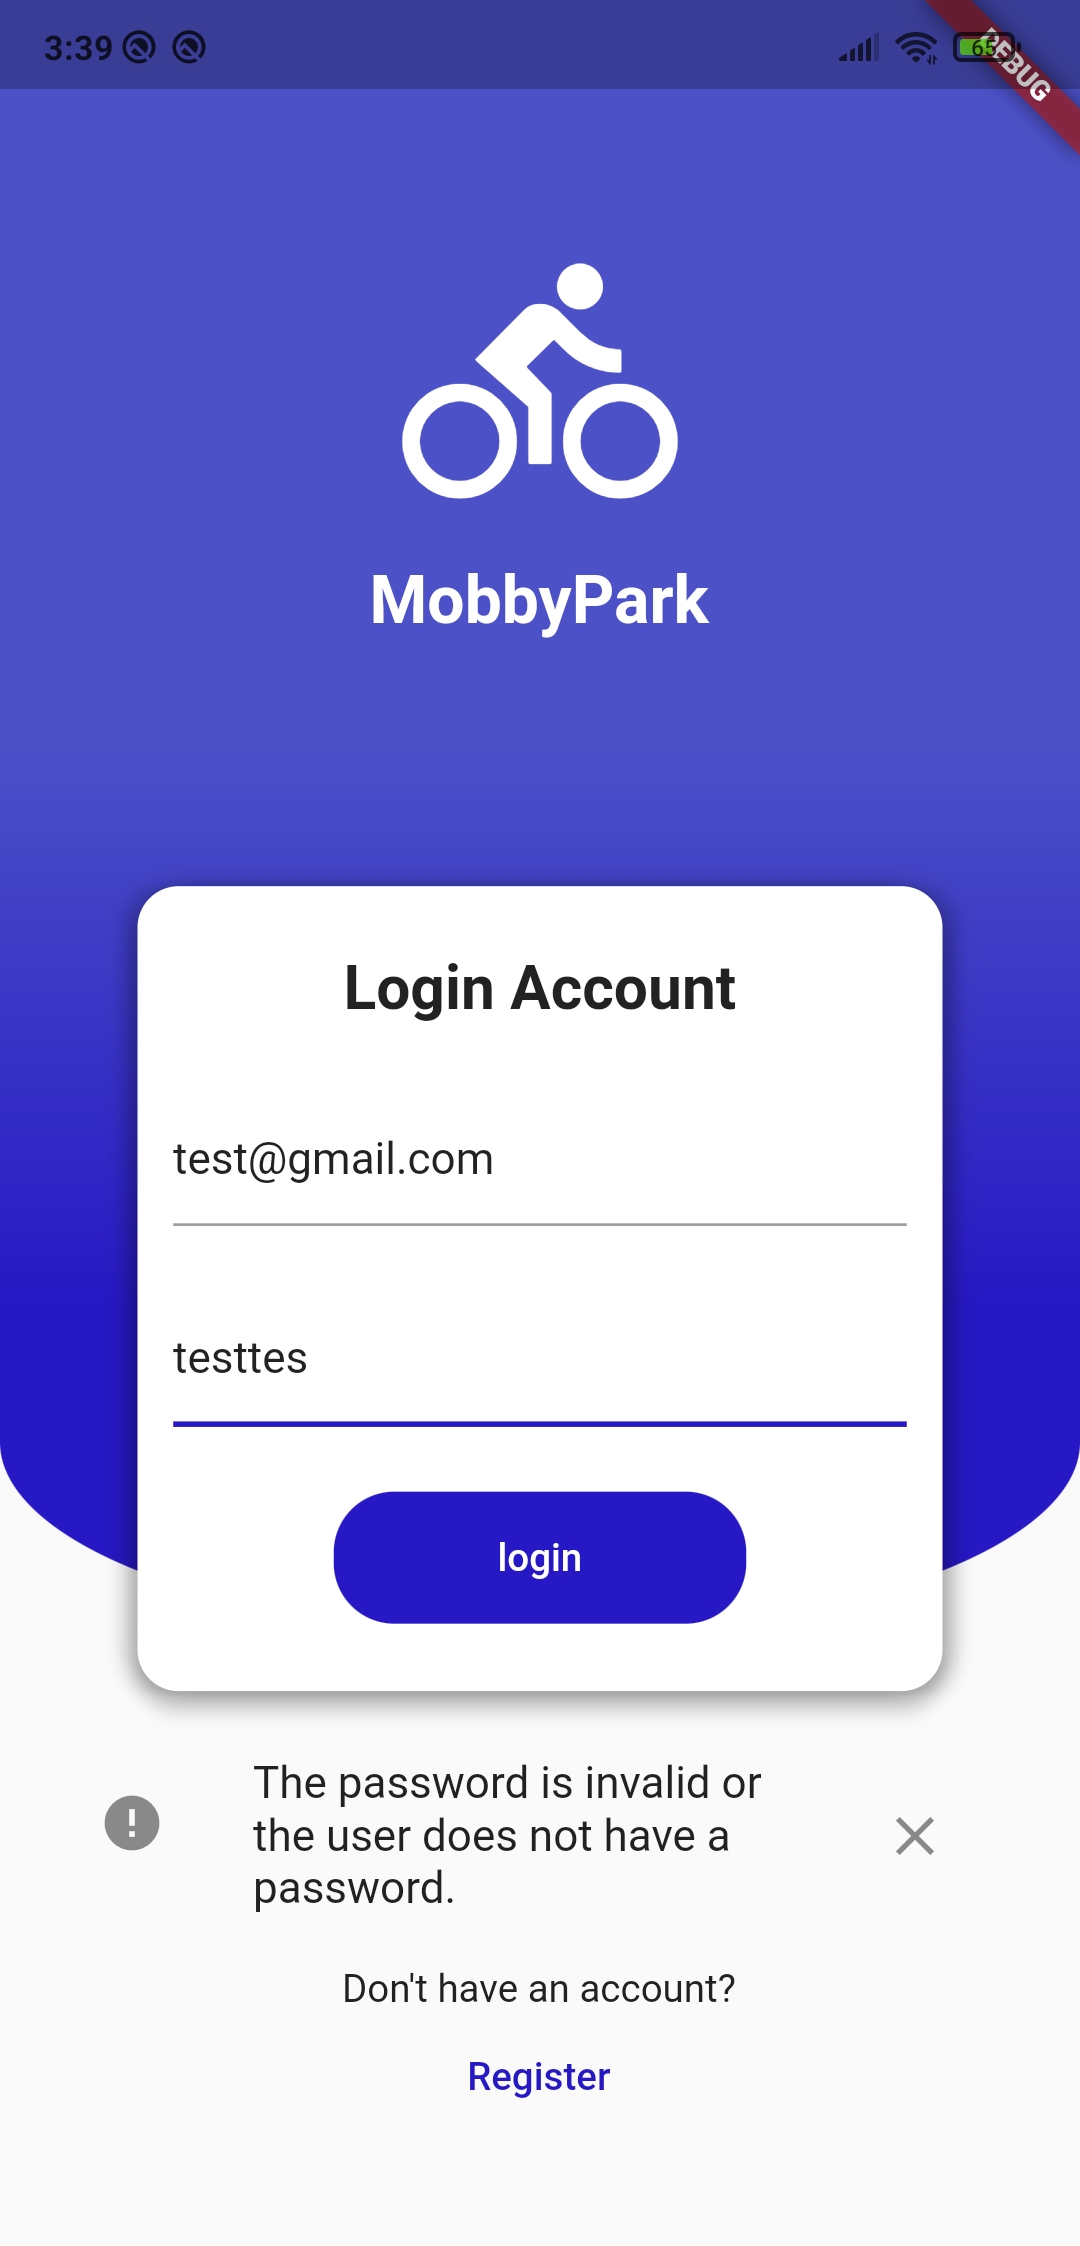 3:39
65
DEBUG
MobbyPark
Login Account
test@gmail.com
testtes
login
The password is invalid or
the user does not have a
password.
Don't have an account?
Register